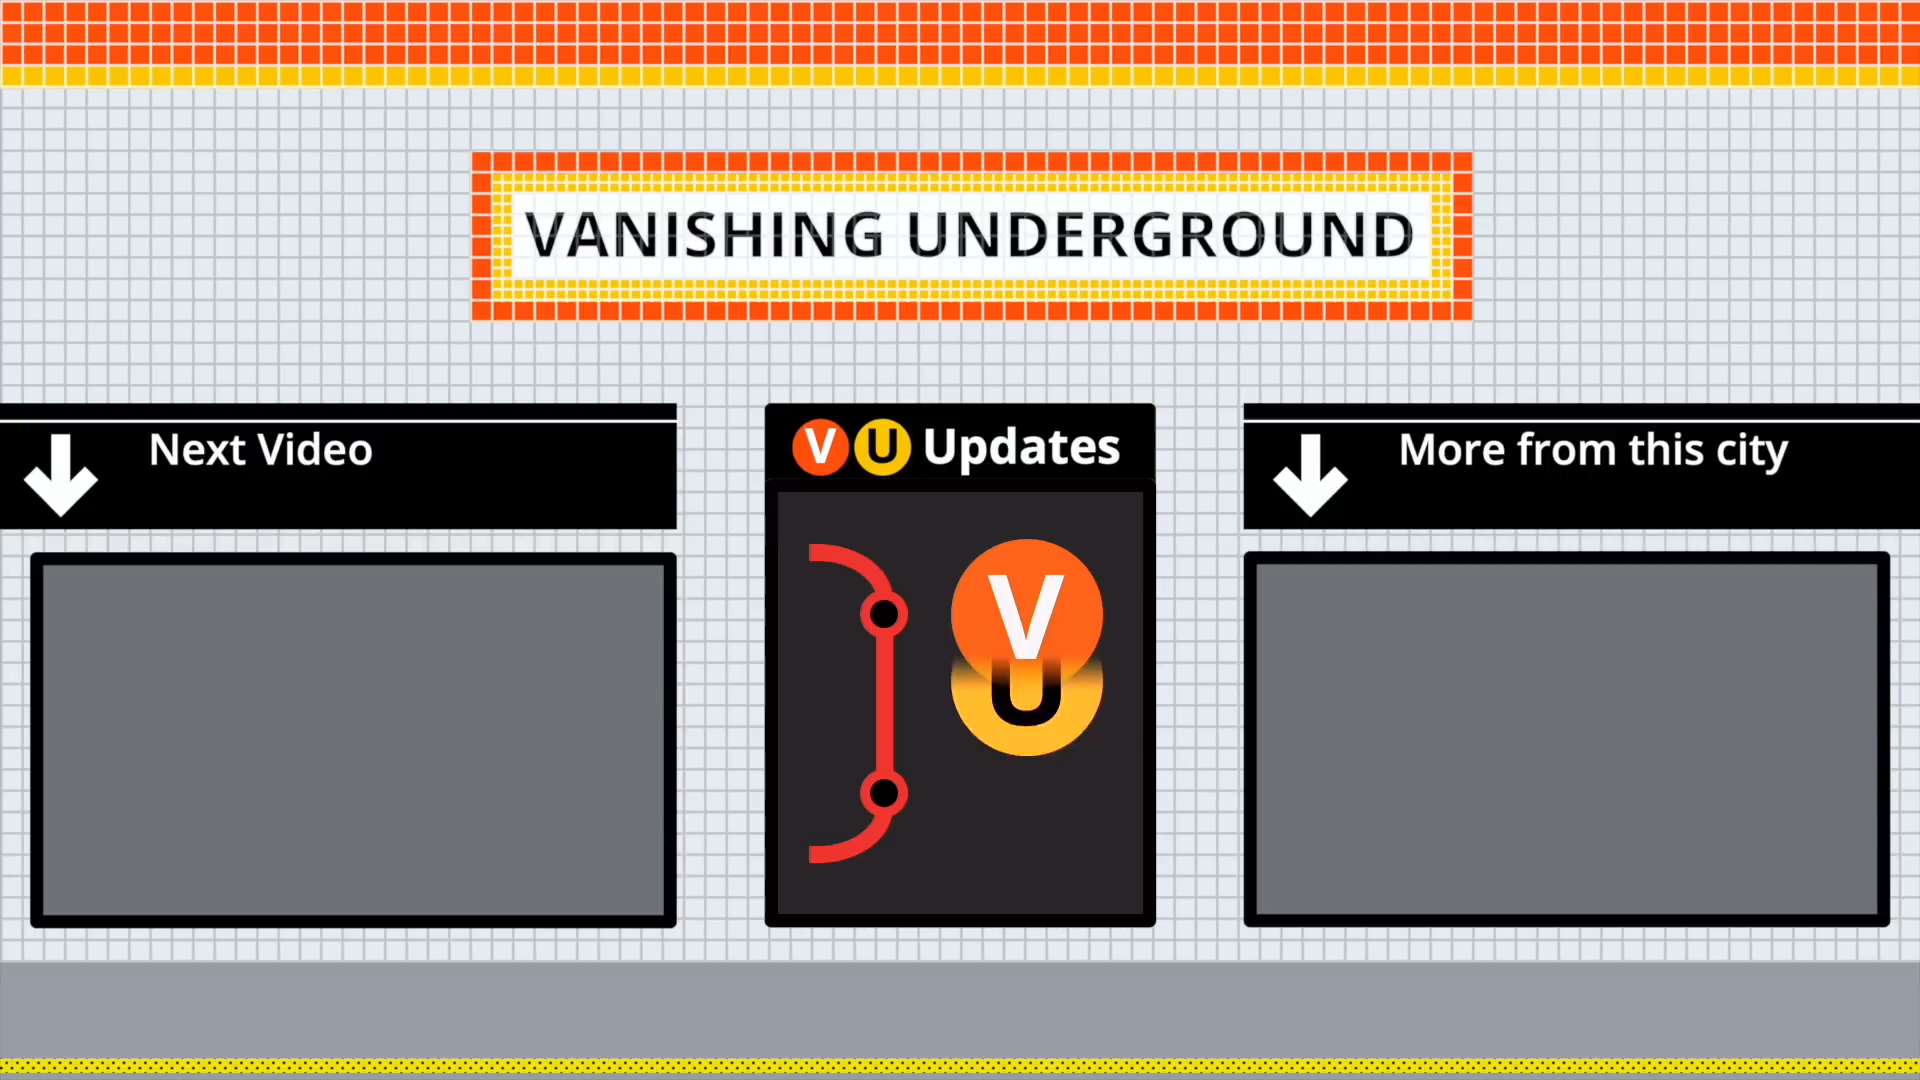 VANISHING UNDERGROUND
Next Video
V U Updates
More from this city
V
U